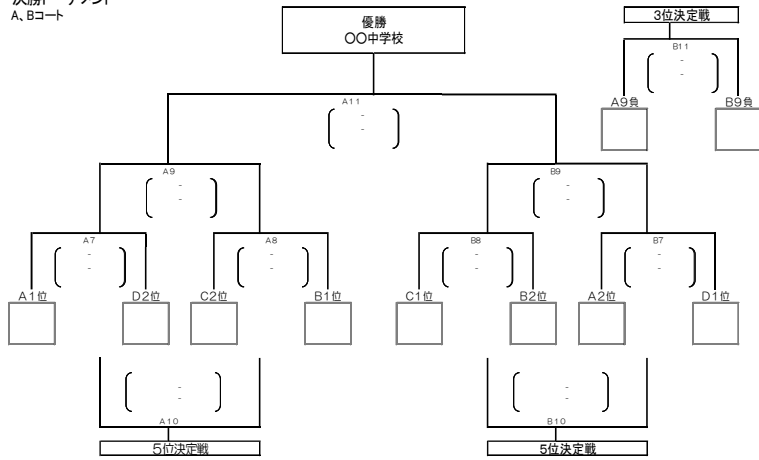 A、Bコート
優勝
〇〇中学校
3位決定戦
B11
-
-
A9負
B9負
A11
-
-
A9
-
-
B9
-
-
A7
-
-
A8
-
-
B8
-
-
B7
-
-
A1位
D2位
C2位
B1位
C1位
B2位
A2位
D1位
-
-
A10
5位決定戦
-
-
B10
5位決定戦